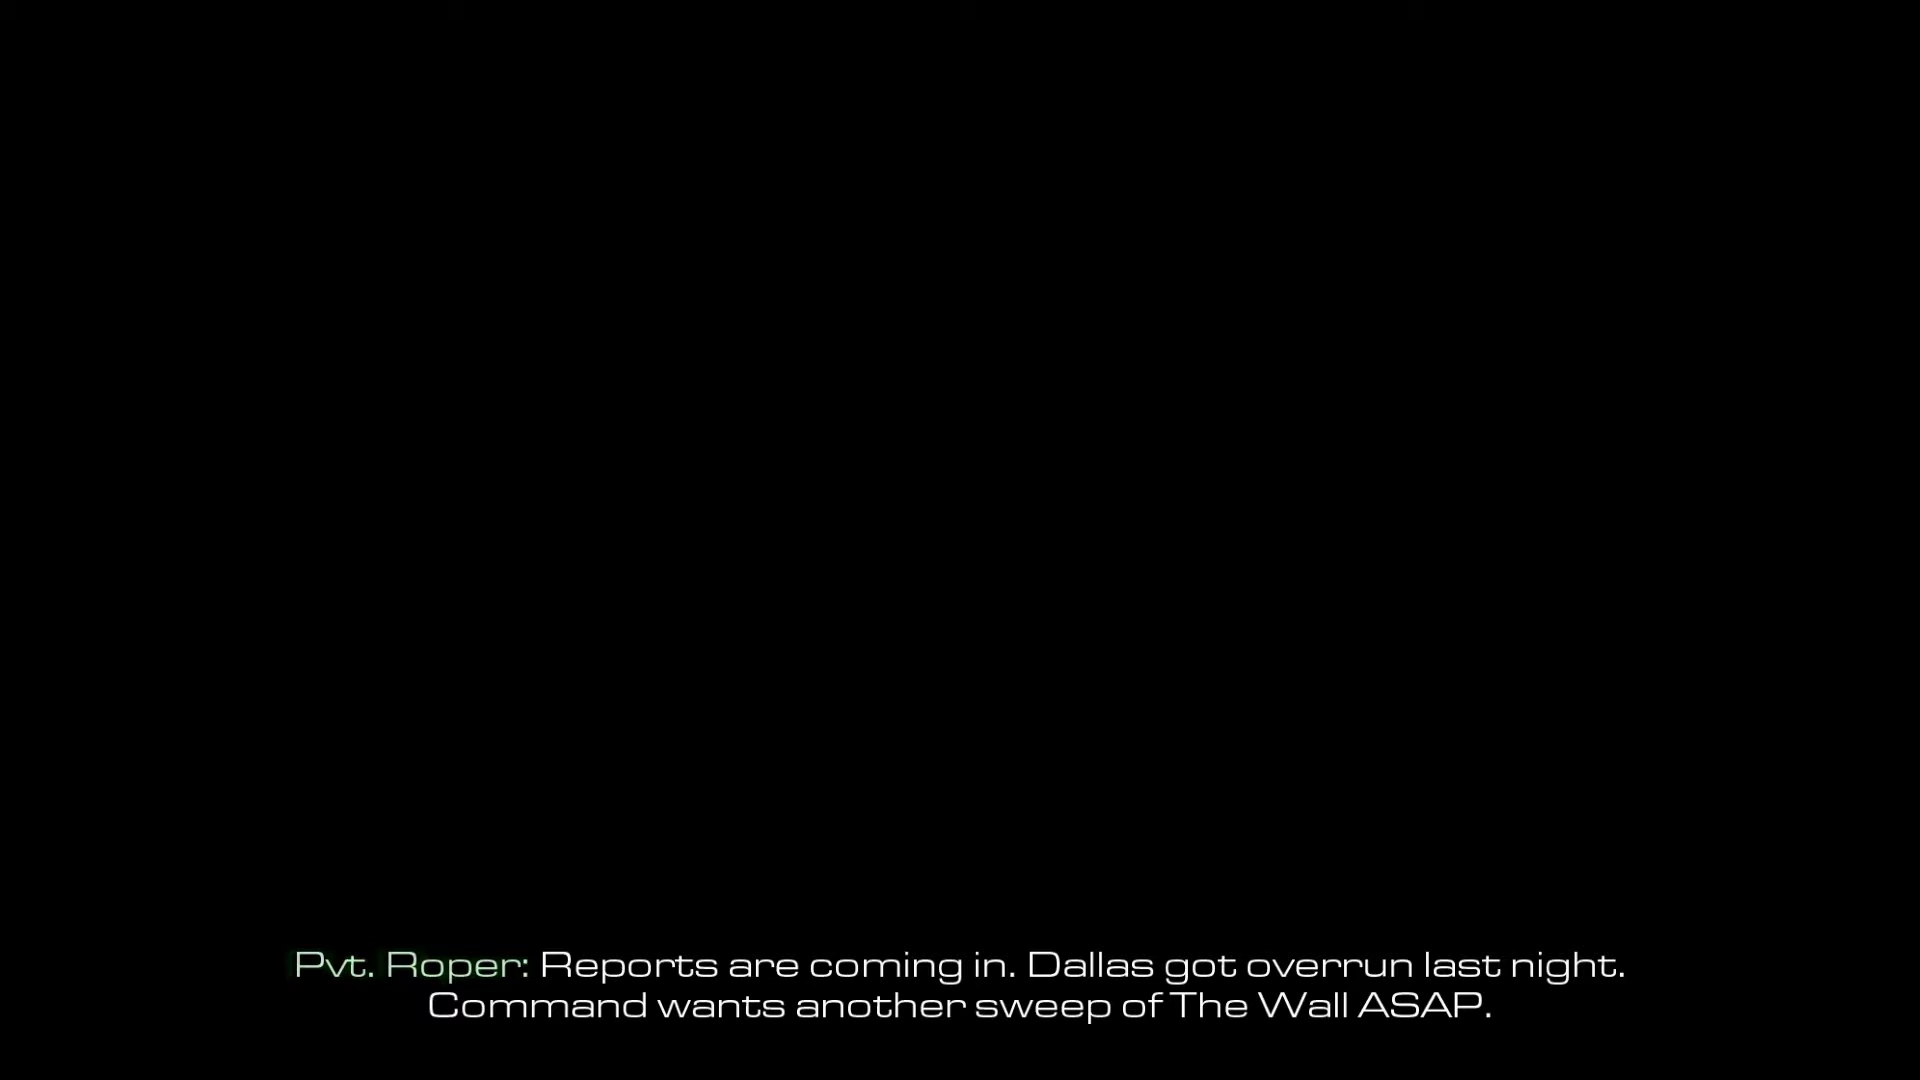 Pvt. Roper: Reports are coming in. Dallas got overrun last night.
Command wants another sweep of The Wall ASAP.